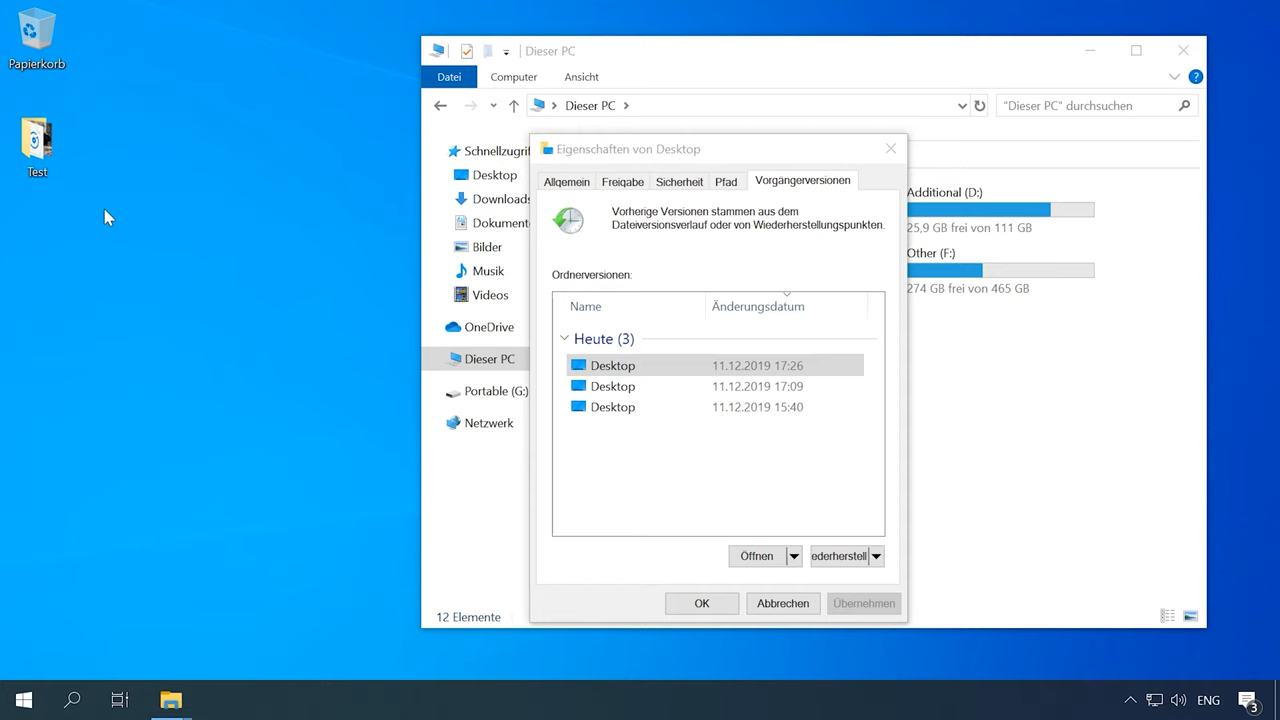 Papierkorb
Test
Dieser PC
Datei Computer Ansicht
Dieser PC
"Dieser PC" durchsuchen
Schnellzugrif
Desktop
Downloads
Dokument
Bilder
Musik
Videos
OneDrive
Dieser PC
Portable (G:)
Netzwerk
12 Elemente
Eigenschaften von Desktop
Allgemein Freigabe Sicherheit Pfad Vorgängerversionen
Vorherige Versionen stammen aus dem
Dateiversionsverlauf oder von Wiederherstellungspunkten.
Ordnerversionen:
Name Änderungsdatum
Heute (3)
Desktop 11.12.2019 17:26
Desktop 11.12.2019 17:09
Desktop 11.12.2019 15:40
Öffnen ederherstell
OK Abbrechen Übernehmen
Additional (D:)
25,9 GB frei von 111 GB
Other (F:)
274 GB frei von 465 GB
ENG
3